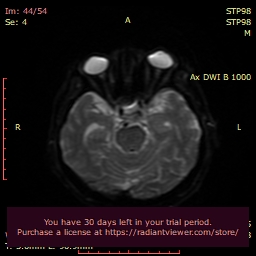 Im: 44/54
Se: 4
A
STP98
STP98
M
Ax DWI B 1000
R
L
You have 30 days left in your trial period.
Purchase a license at https://radiantviewer.com/store/